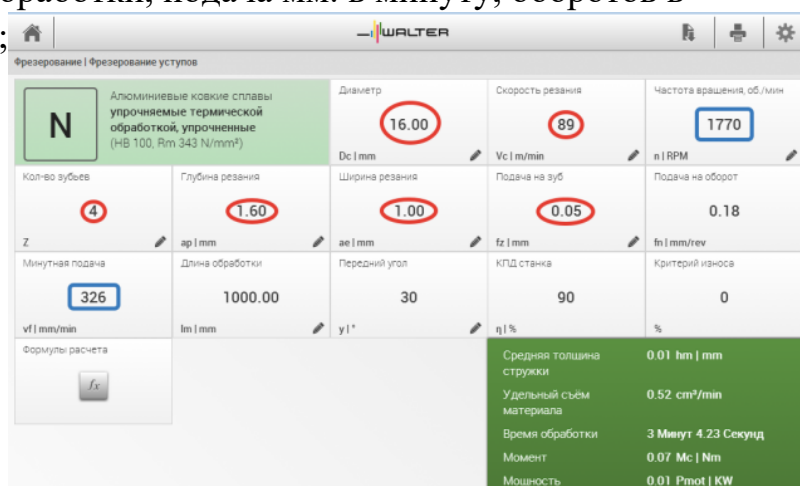 обработки, подача мм. в минуту, оборотов в
;
WALTER
Фрезерование | Фрезерование уступов
N
Алюминиевые ковкие сплавы
упрочняемые термической
обработкой, упрочненные
(HB 100, Rm 343 N/mm²)
Диаметр
16.00
Dc | mm
Скорость резания
89
Vc | m/min
Частота вращения, об./мин
1770
n | RPM
Кол-во зубьев
4
Z
Глубина резания
1.60
ap | mm
Ширина резания
1.00
ae | mm
Подача на зуб
0.05
fz | mm
Подача на оборот
0.18
fn | mm/rev
Минутная подача
326
vf | mm/min
Длина обработки
1000.00
lm | mm
Передний угол
30
γ | °
КПД станка
90
η | %
Критерий износа
0
%
Формулы расчета
fx
Средняя толщина стружки
0.01 hm | mm
Удельный съём материала
0.52 cm³/min
Время обработки
3 Минут 4.23 Секунд
Момент
0.07 Mc | Nm
Мощность
0.01 Pmot | KW